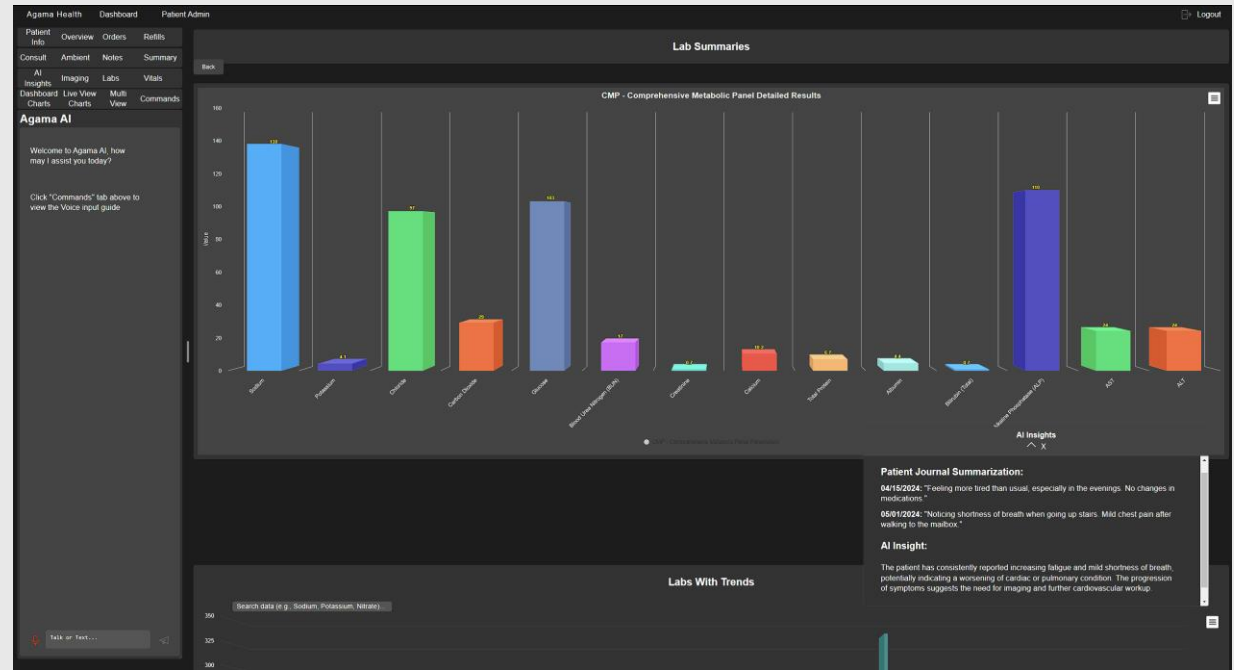 Agama Health Dashboard Patient Admin Logout
Patient Info Overview Orders Refills
Consult Ambient Notes Summary
AI Insights Imaging Labs Vitals
Dashboard Charts Live View Charts Multi View Commands
Agama AI
Welcome to Agama AI, how
may I assist you today?
Click "Commands" tab above to
view the Voice input guide
Talk or Text...
Lab Summaries
Back
CMP - Comprehensive Metabolic Panel Detailed Results
160
140
120
100
80
60
40
20
0
Value
97
103
17
110
Sodium
Potassium
Chloride
Carbon Dioxide
Glucose
Blood Urea Nitrogen (BUN)
Creatinine
Calcium
Total Protein
Albumin
Bilirubin (Total)
Alkaline Phosphatase (ALP)
AST
ALT
AI Insights
X
Patient Journal Summarization:
04/15/2024: "Feeling more tired than usual, especially in the evenings. No changes in
medications."
05/01/2024: "Noticing shortness of breath when going up stairs. Mild chest pain after
walking to the mailbox."
AI Insight:
The patient has consistently reported increasing fatigue and mild shortness of breath,
potentially indicating a worsening of cardiac or pulmonary condition. The progression
of symptoms suggests the need for imaging and further cardiovascular workup.
Labs With Trends
Search data (e.g., Sodium, Potassium, Nitrate)...
350
325
300